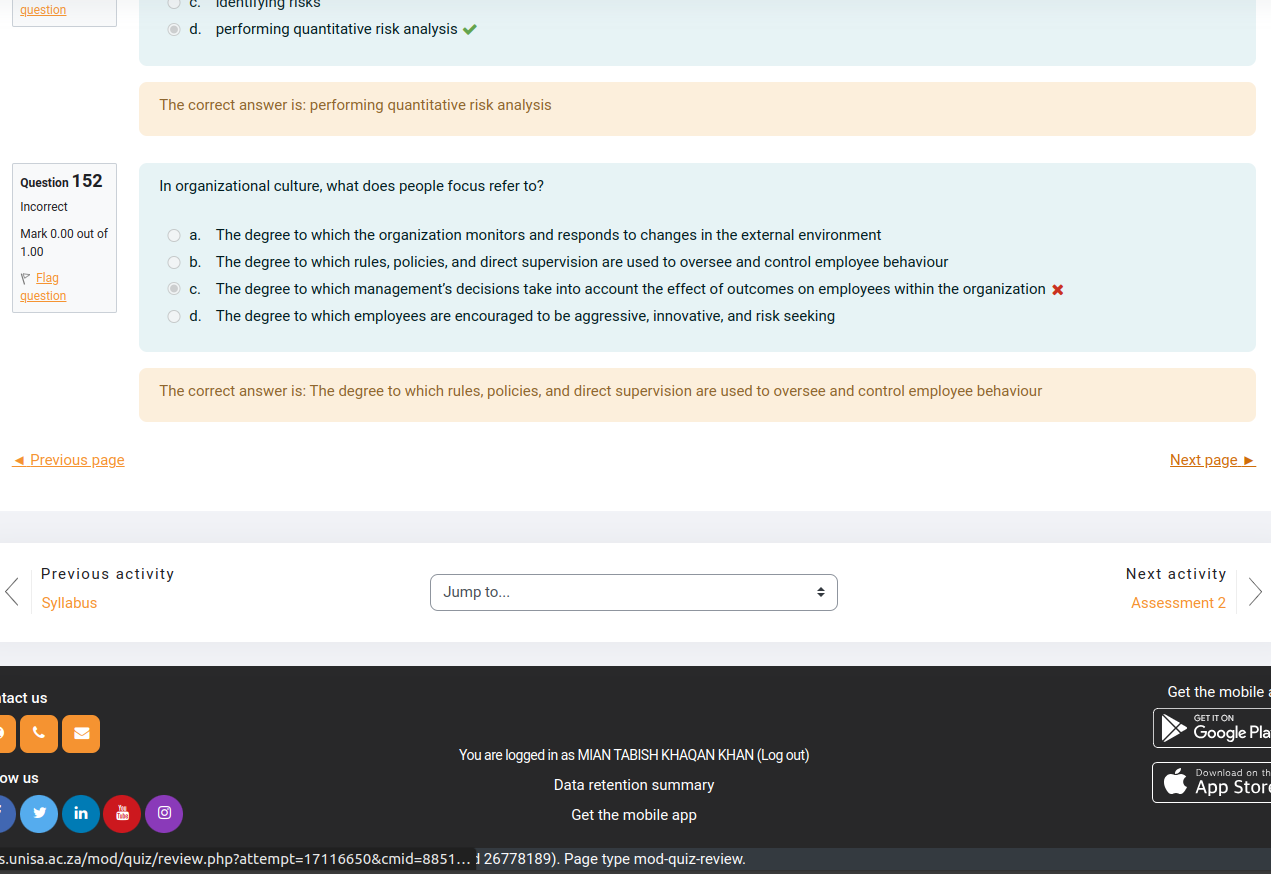 question
c. identifying risks
d. performing quantitative risk analysis
The correct answer is: performing quantitative risk analysis
Question 152
Incorrect
Mark 0.00 out of
1.00
Flag
question
In organizational culture, what does people focus refer to?
a. The degree to which the organization monitors and responds to changes in the external environment
b. The degree to which rules, policies, and direct supervision are used to oversee and control employee behaviour
c. The degree to which management's decisions take into account the effect of outcomes on employees within the organization
d. The degree to which employees are encouraged to be aggressive, innovative, and risk seeking
The correct answer is: The degree to which rules, policies, and direct supervision are used to oversee and control employee behaviour
◄ Previous page
Next page ►
Previous activity
Syllabus
Jump to...
Next activity
Assessment 2
tact us
ow us
in
You
Tube
You are logged in as MIAN TABISH KHAQAN KHAN (Log out)
Data retention summary
Get the mobile app
Get the mobile a
GET IT ON
Google Pla
Download on th
App Stor
s.unisa.ac.za/mod/quiz/review.php?attempt=17116650&cmid=8851...
d 26778189). Page type mod-quiz-review.